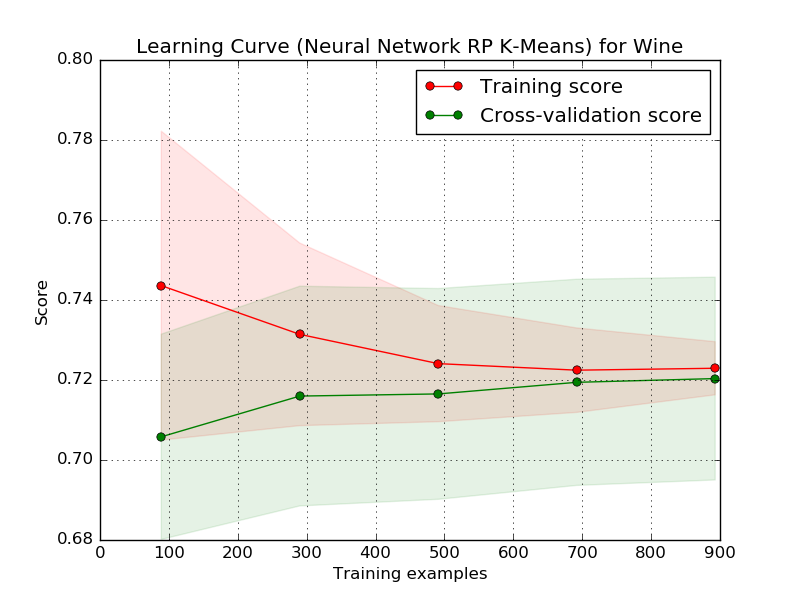 Learning Curve (Neural Network RP K-Means) for Wine
Training score
Cross-validation score
0.80
0.78
0.76
0.74
0.72
0.70
0.68
Score
0 100 200 300 400 500 600 700 800 900
Training examples